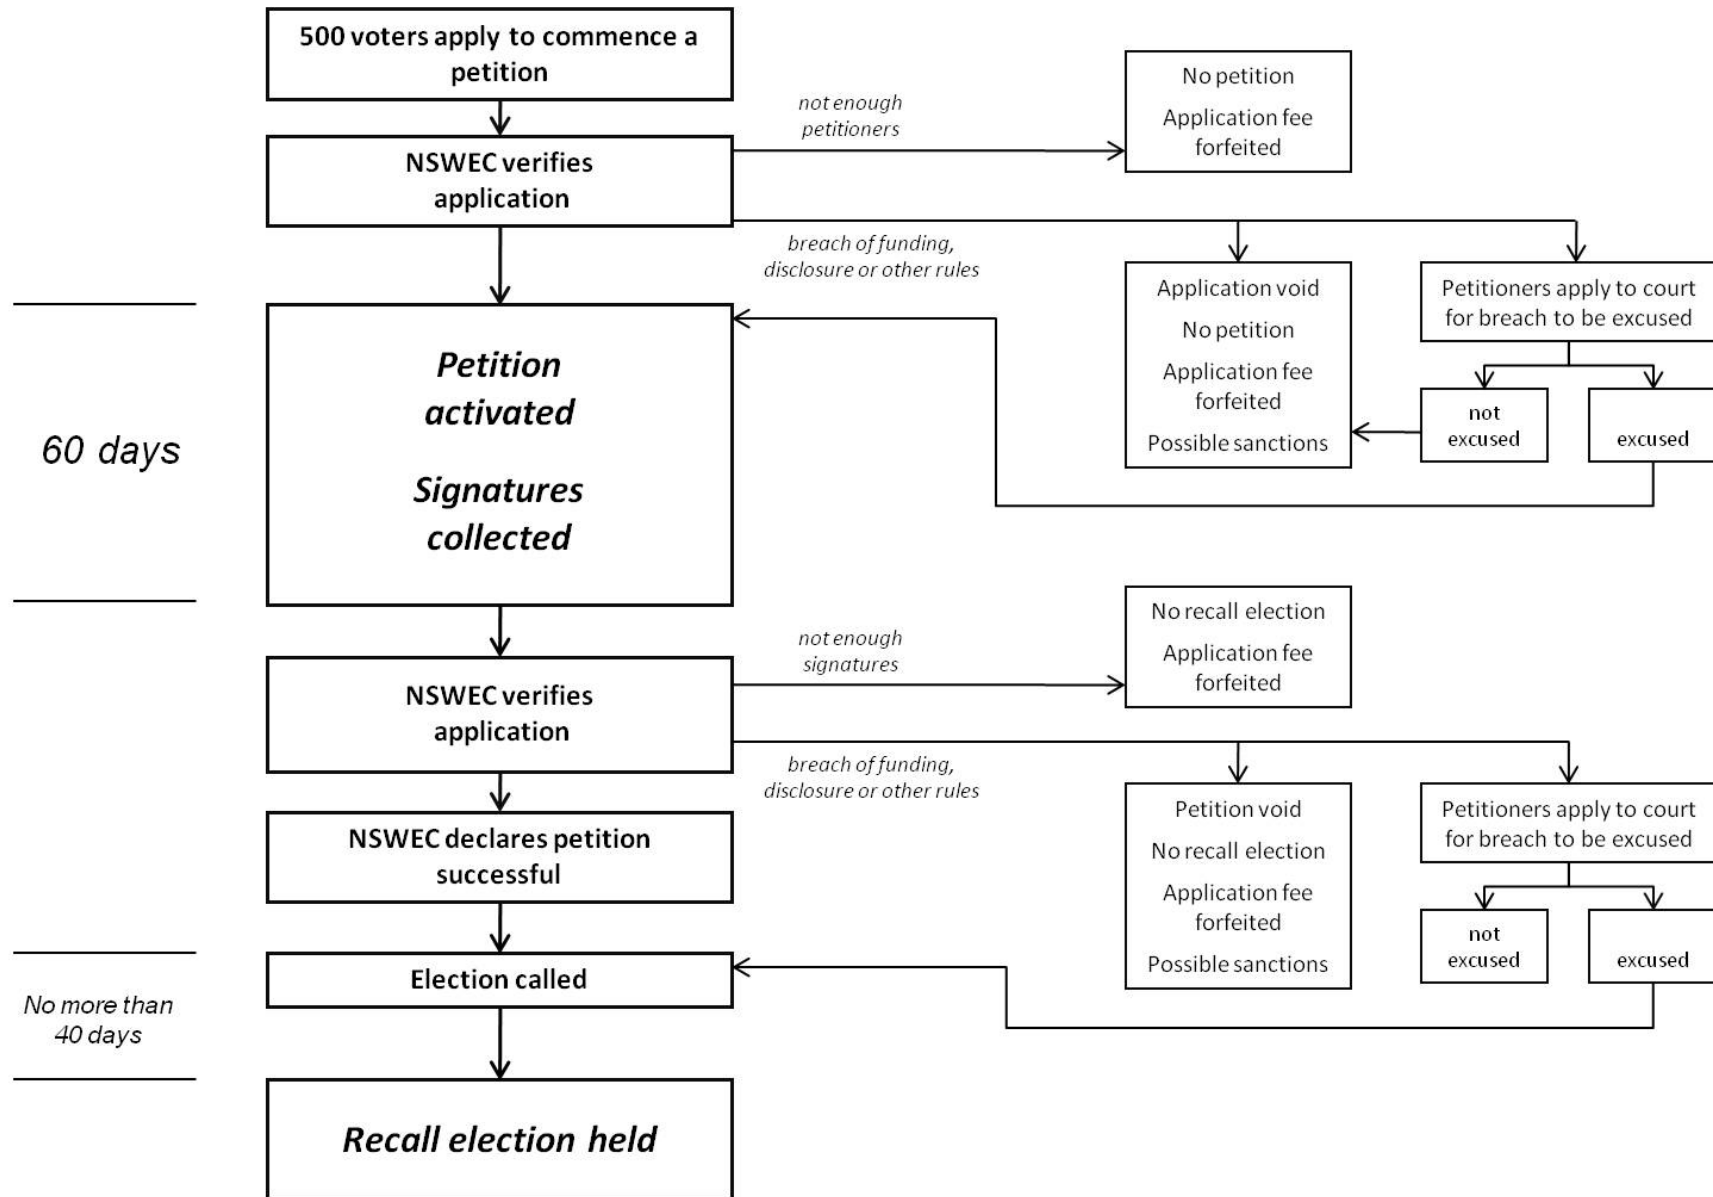 500 voters apply to commence a
petition
not enough
petitioners
No petition
Application fee
forfeited
NSWEC verifies
application
breach of funding,
disclosure or other rules
Application void
No petition
Application fee
forfeited
Possible sanctions
Petitioners apply to court
for breach to be excused
not
excused
excused
60 days
Petition
activated
Signatures
collected
not enough
signatures
No recall election
Application fee
forfeited
NSWEC verifies
application
breach of funding,
disclosure or other rules
Petition void
No recall election
Application fee
forfeited
Possible sanctions
Petitioners apply to court
for breach to be excused
not
excused
excused
NSWEC declares petition
successful
Election called
No more than
40 days
Recall election held